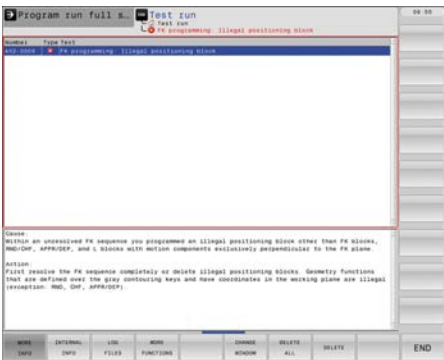 Program run full s…
Test run
Test run
FK programming: Illegal positioning block
08:50
Number Type Text
402-0009 FK programming: Illegal positioning block
Cause:
Within an unresolved FK sequence you programmed an illegal positioning block other than FK blocks,
RND/CHF, APPR/DEP, and L blocks with motion components exclusively perpendicular to the FK plane.
Action:
First resolve the FK sequence completely or delete illegal positioning blocks. Geometry functions
that are defined over the gray contouring keys and have coordinates in the working plane are illegal
(exception: RND, CHF, APPR/DEP).
MORE INFO
INTERNAL INFO
LOG FILES
MORE FUNCTIONS
CHANGE WINDOW
DELETE ALL
DELETE
END